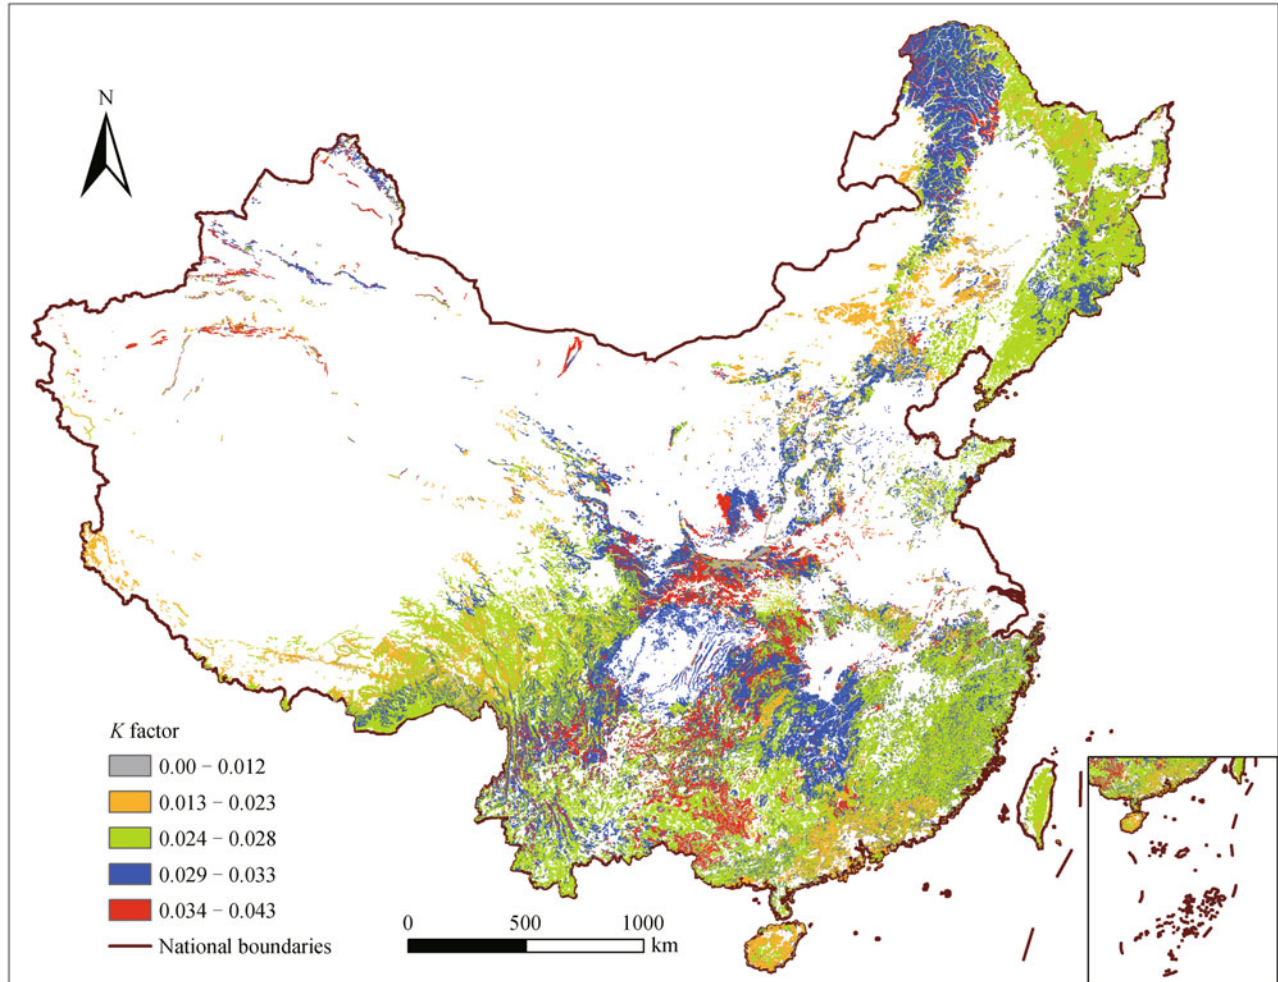 N
K factor
0.00 – 0.012
0.013 – 0.023
0.024 – 0.028
0.029 – 0.033
0.034 – 0.043
National boundaries
0 500 1000
km